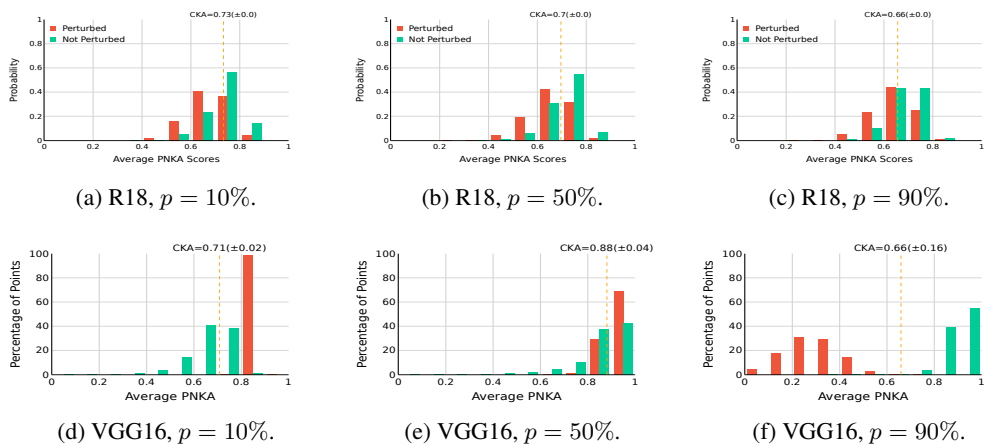 CKA=0.73(±0.0)
Perturbed
Not Perturbed
Probability
1
0.8
0.6
0.4
0.2
0
0 0.2 0.4 0.6 0.8 1
Average PNKA Scores
(a) R18, p = 10%.
CKA=0.7(±0.0)
Perturbed
Not Perturbed
Probability
1
0.8
0.6
0.4
0.2
0
0 0.2 0.4 0.6 0.8 1
Average PNKA Scores
(b) R18, p = 50%.
CKA=0.66(±0.0)
Perturbed
Not Perturbed
Probability
1
0.8
0.6
0.4
0.2
0
0 0.2 0.4 0.6 0.8 1
Average PNKA Scores
(c) R18, p = 90%.
CKA=0.71(±0.02)
Percentage of Points
100
80
60
40
20
0
0 0.2 0.4 0.6 0.8 1
Average PNKA
(d) VGG16, p = 10%.
CKA=0.88(±0.04)
Percentage of Points
100
80
60
40
20
0
0 0.2 0.4 0.6 0.8 1
Average PNKA
(e) VGG16, p = 50%.
CKA=0.66(±0.16)
Percentage of Points
100
80
60
40
20
0
0 0.2 0.4 0.6 0.8 1
Average PNKA
(f) VGG16, p = 90%.